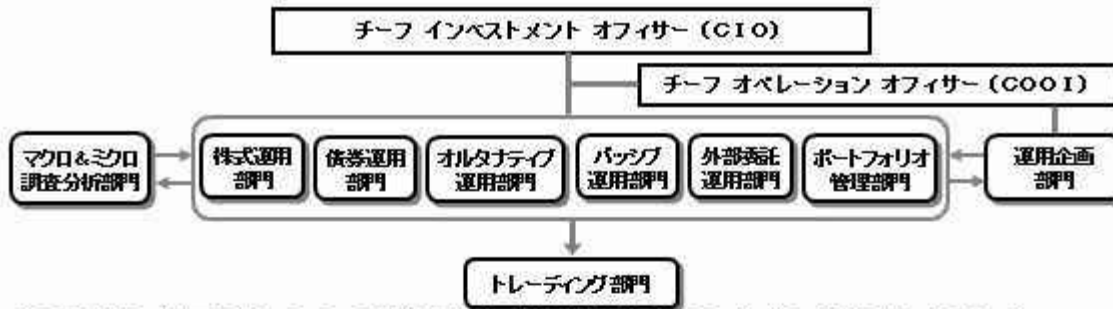 チーフ インベストメント オフィサー (CIO)
チーフ オペレーション オフィサー (COOI)
マクロ&ミクロ
調査分析部門
株式運用
部門
債券運用
部門
オルタナティブ
運用部門
パッシブ
運用部門
外部委託
運用部門
ポートフォリオ
管理部門
運用企画
部門
トレーディング部門